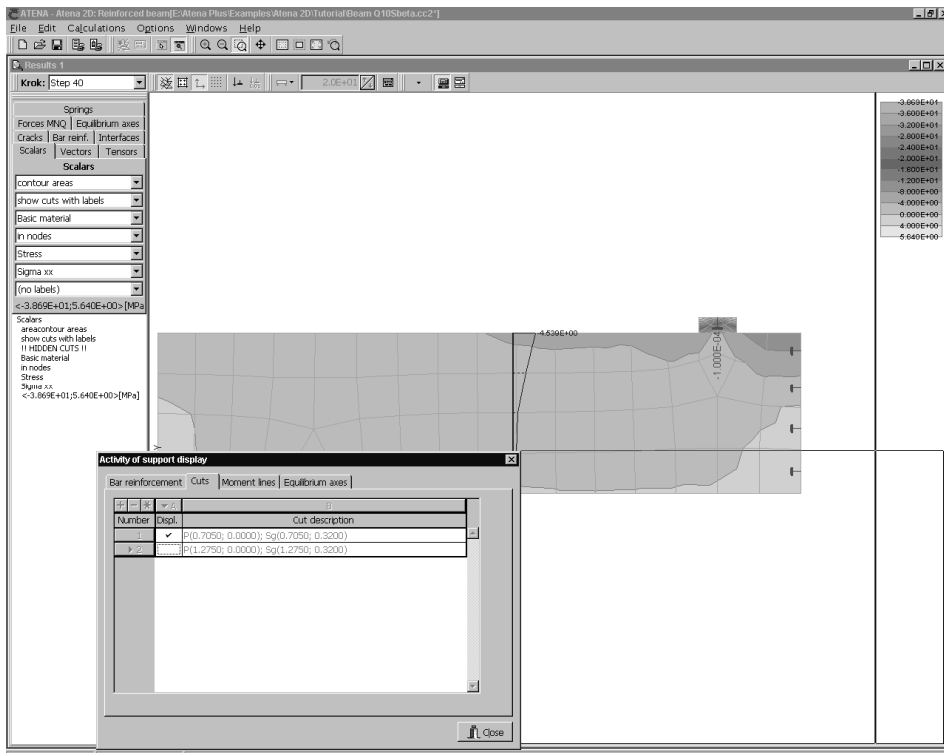 ATENA - Atena 2D: Reinforced beam[E:\Atena Plus\Examples\Atena 2D\Tutorial\Beam Q10Sbeta.cc2*]
File Edit Calculations Options Windows Help
Results 1
Krok: Step 40
2.0E+01
Springs
Forces MNQ Equilibrium axes
Cracks Bar reinf. Interfaces
Scalars Vectors Tensors
Scalars
contour areas
show cuts with labels
Basic material
in nodes
Stress
Sigma xx
(no labels)
<-3.869E+01;5.640E+00>[MPa
Scalars
areacontour areas
show cuts with labels
!! HIDDEN CUTS !!
Basic material
in nodes
Stress
Sigma xx
<-3.869E+01;5.640E+00>[MPa]
-3.869E+01
-3.600E+01
-3.200E+01
-2.800E+01
-2.400E+01
-2.000E+01
-1.600E+01
-1.200E+01
-8.000E+00
-4.000E+00
0.000E+00
4.000E+00
5.640E+00
-4.539E+00
-1.000E-04
Y
Activity of support display
Bar reinforcement Cuts Moment lines Equilibrium axes
A B
Number Displ. Cut description
1 P(0.7050; 0.0000); Sg(0.7050; 0.3200)
2 P(1.2750; 0.0000); Sg(1.2750; 0.3200)
Close